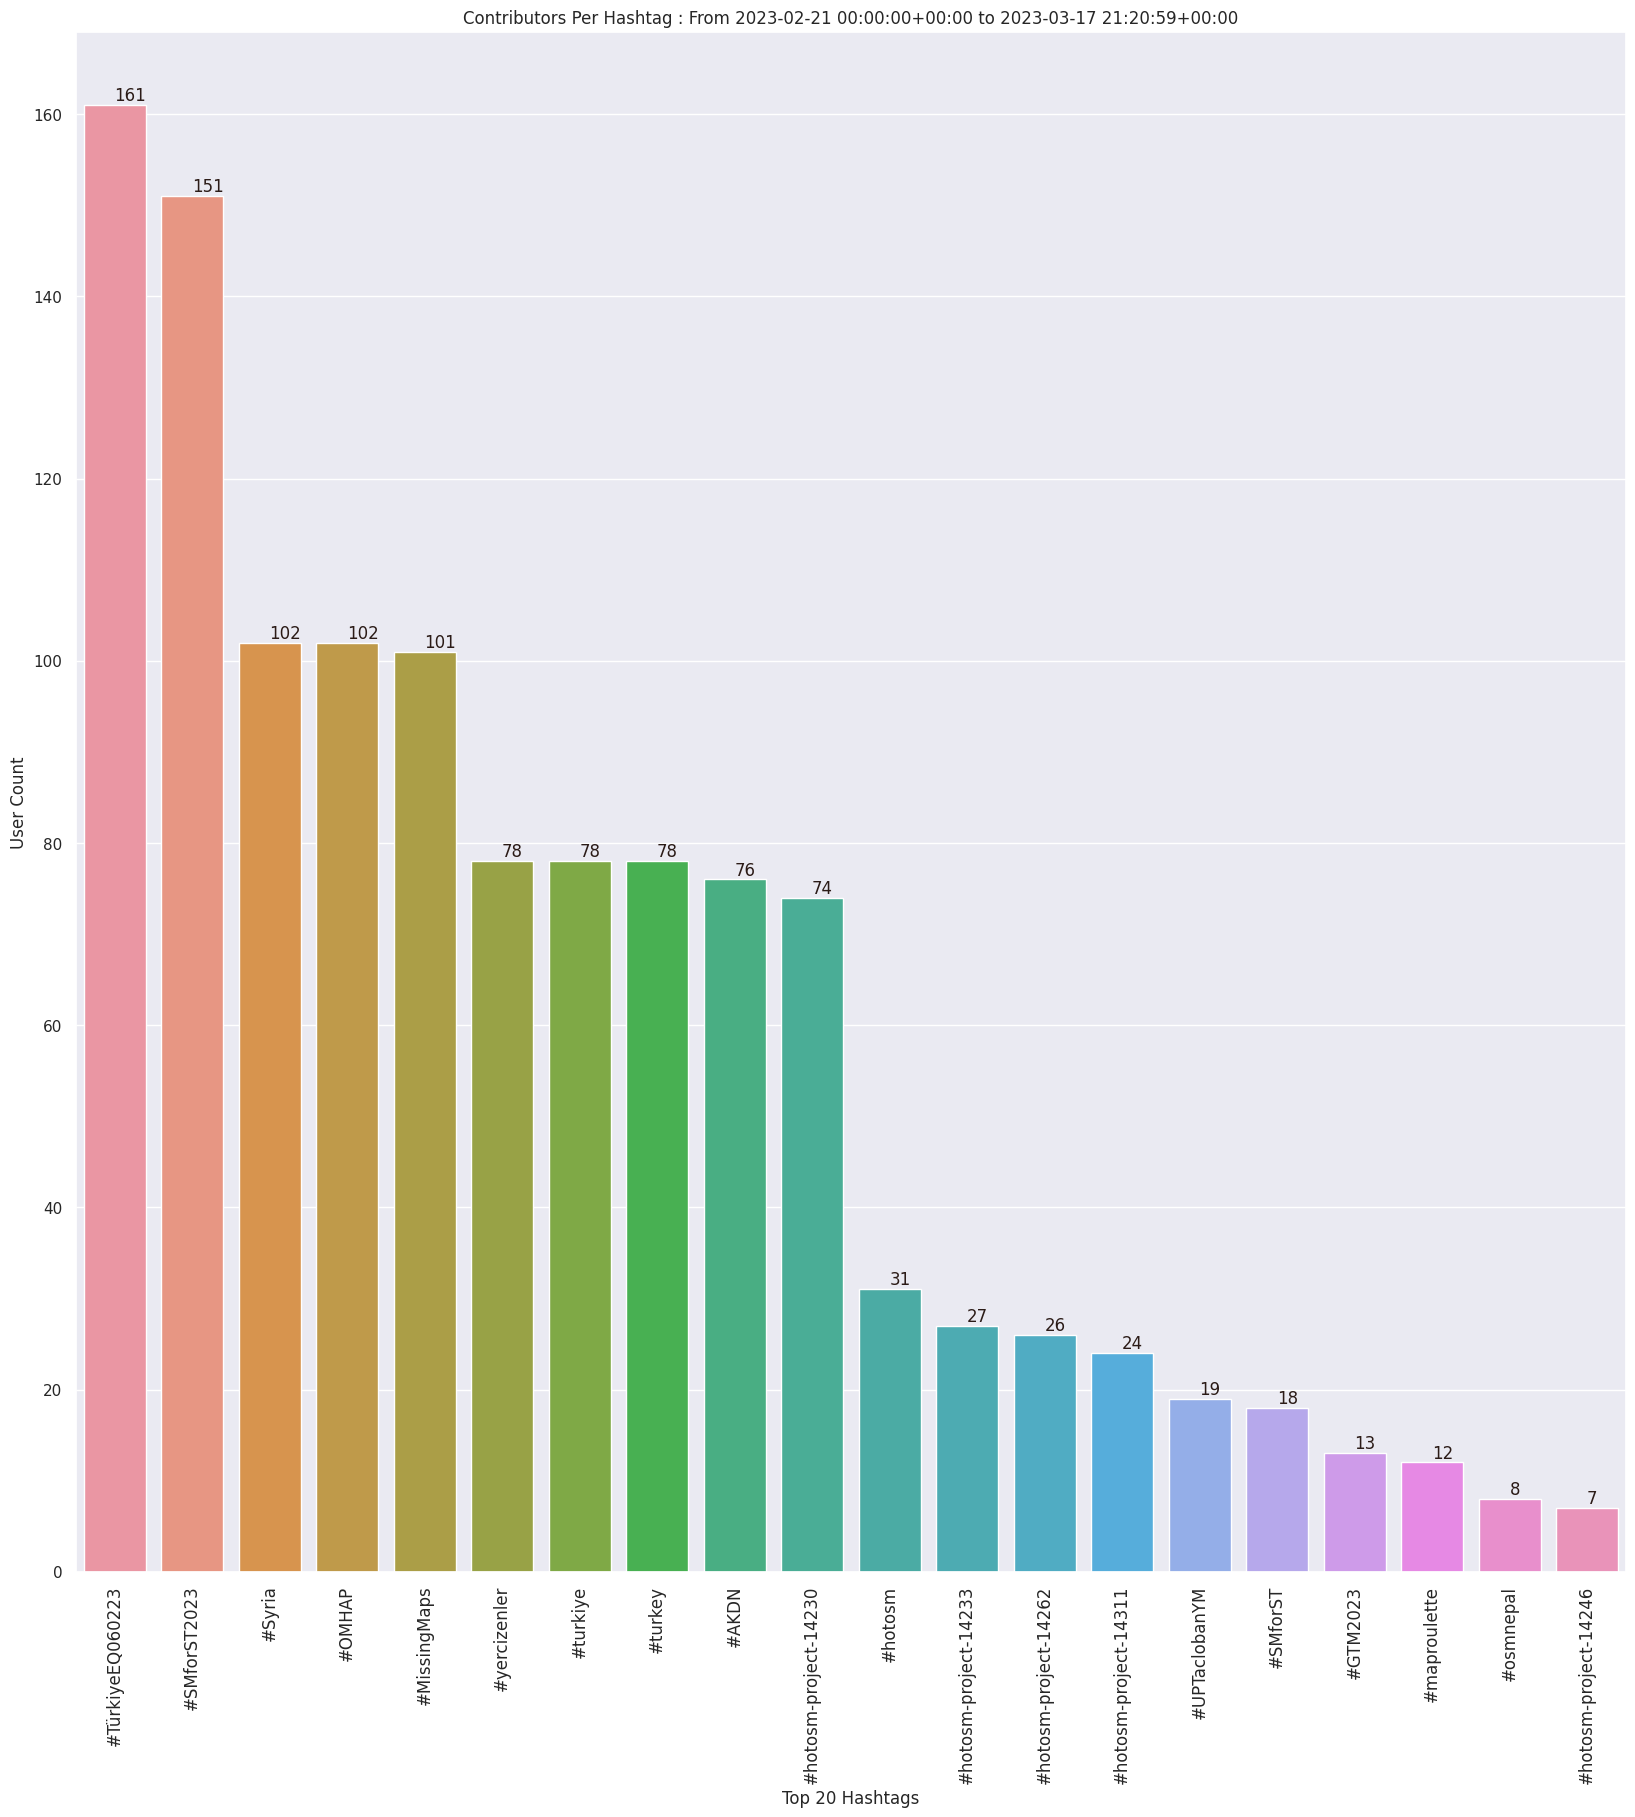 Contributors Per Hashtag : From 2023-02-21 00:00:00+00:00 to 2023-03-17 21:20:59+00:00
User Count
160
140
120
100
80
60
40
20
0
161
151
102
102
101
78
78
78
76
74
31
27
26
24
19
18
13
12
8
7
#TürkiyeEQ060223
#SMforST2023
#Syria
#OMHAP
#MissingMaps
#yercizenler
#turkiye
#turkey
#AKDN
#hotosm-project-14230
#hotosm
#hotosm-project-14233
#hotosm-project-14262
#hotosm-project-14311
#UPTaclobanYM
#SMforST
#GTM2023
#maproulette
#osmnepal
#hotosm-project-14246
Top 20 Hashtags